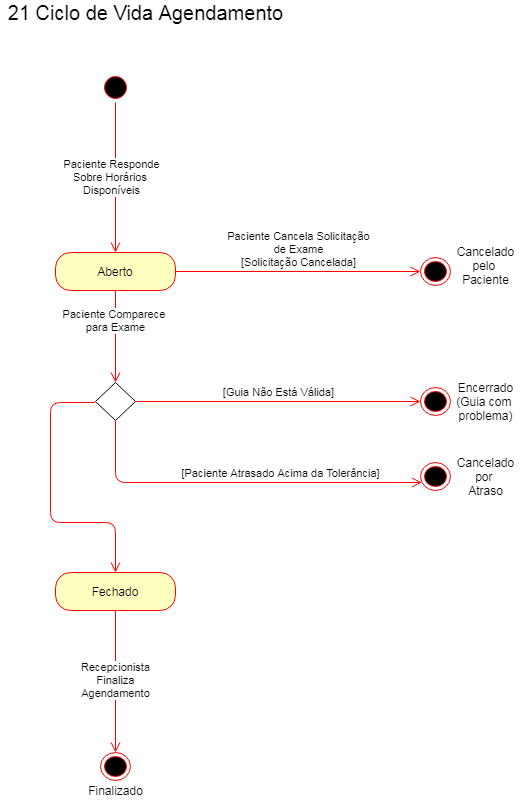 21 Ciclo de Vida Agendamento
Paciente Responde
Sobre Horários
Disponíveis
Paciente Cancela Solicitação
de Exame
[Solicitação Cancelada]
Aberto
Cancelado
pelo
Paciente
Paciente Comparece
para Exame
[Guia Não Está Válida]
Encerrado
(Guia com
problema)
[Paciente Atrasado Acima da Tolerância]
Cancelado
por
Atraso
Fechado
Recepcionista
Finaliza
Agendamento
Finalizado